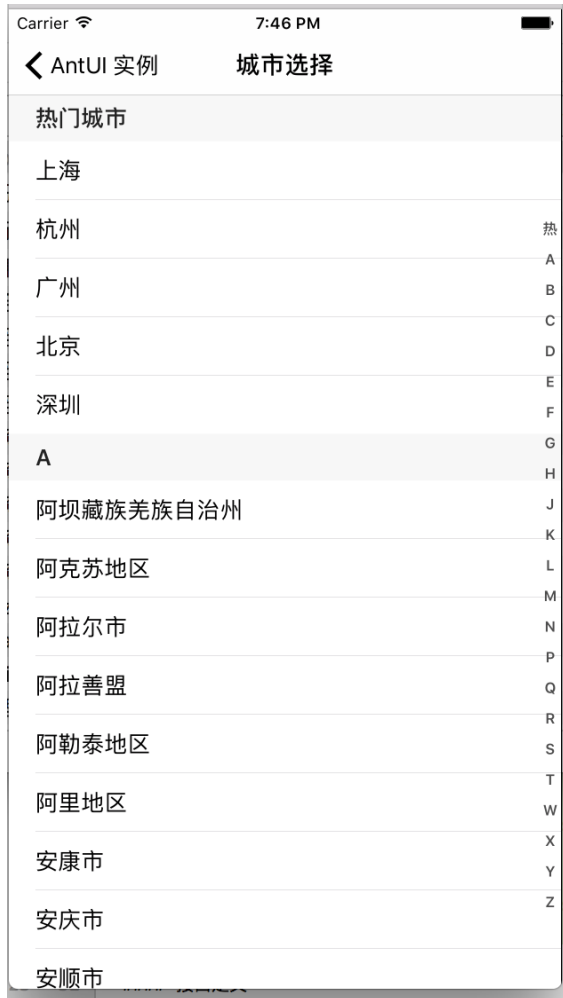 Carrier 7:46 PM
AntUI 实例 城市选择
热门城市
上海
杭州
广州
北京
深圳
A
阿坝藏族羌族自治州
阿克苏地区
阿拉尔市
阿拉善盟
阿勒泰地区
阿里地区
安康市
安庆市
安顺市
热
A
B
C
D
E
F
G
H
J
K
L
M
N
P
Q
R
S
T
W
X
Y
Z